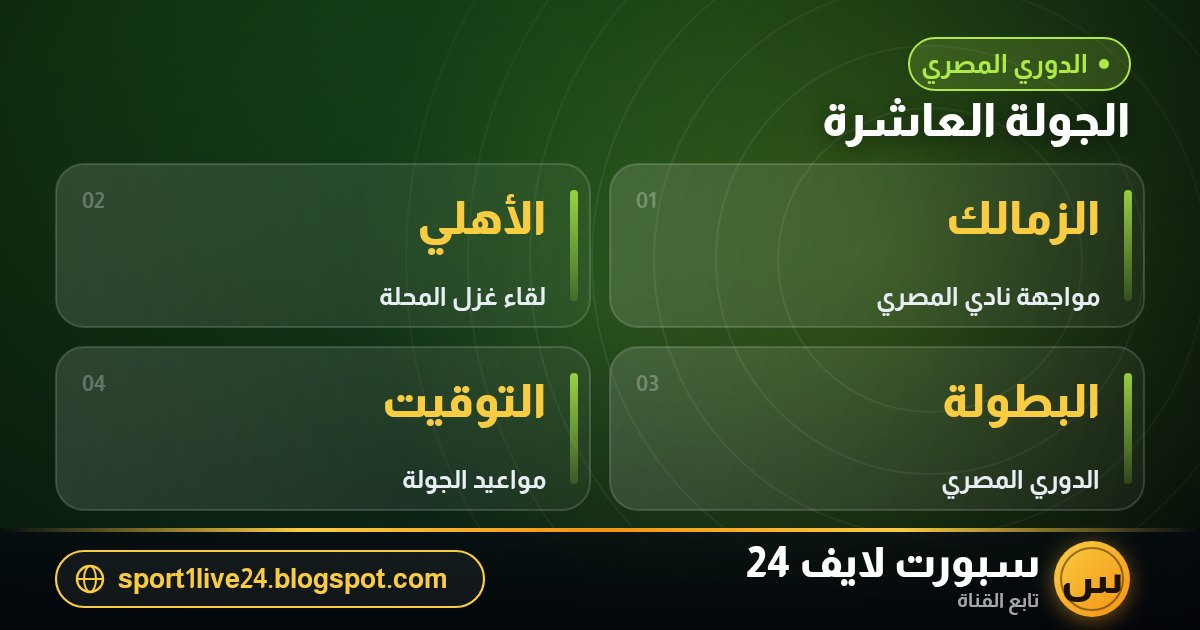 الدوري المصري
الجولة العاشرة
01
الزمالك
مواجهة نادي المصري
02
الأهلي
لقاء غزل المحلة
03
البطولة
الدوري المصري
04
التوقيت
مواعيد الجولة
س
سبورت لايف 24
تابع القناة
sport1live24.blogspot.com